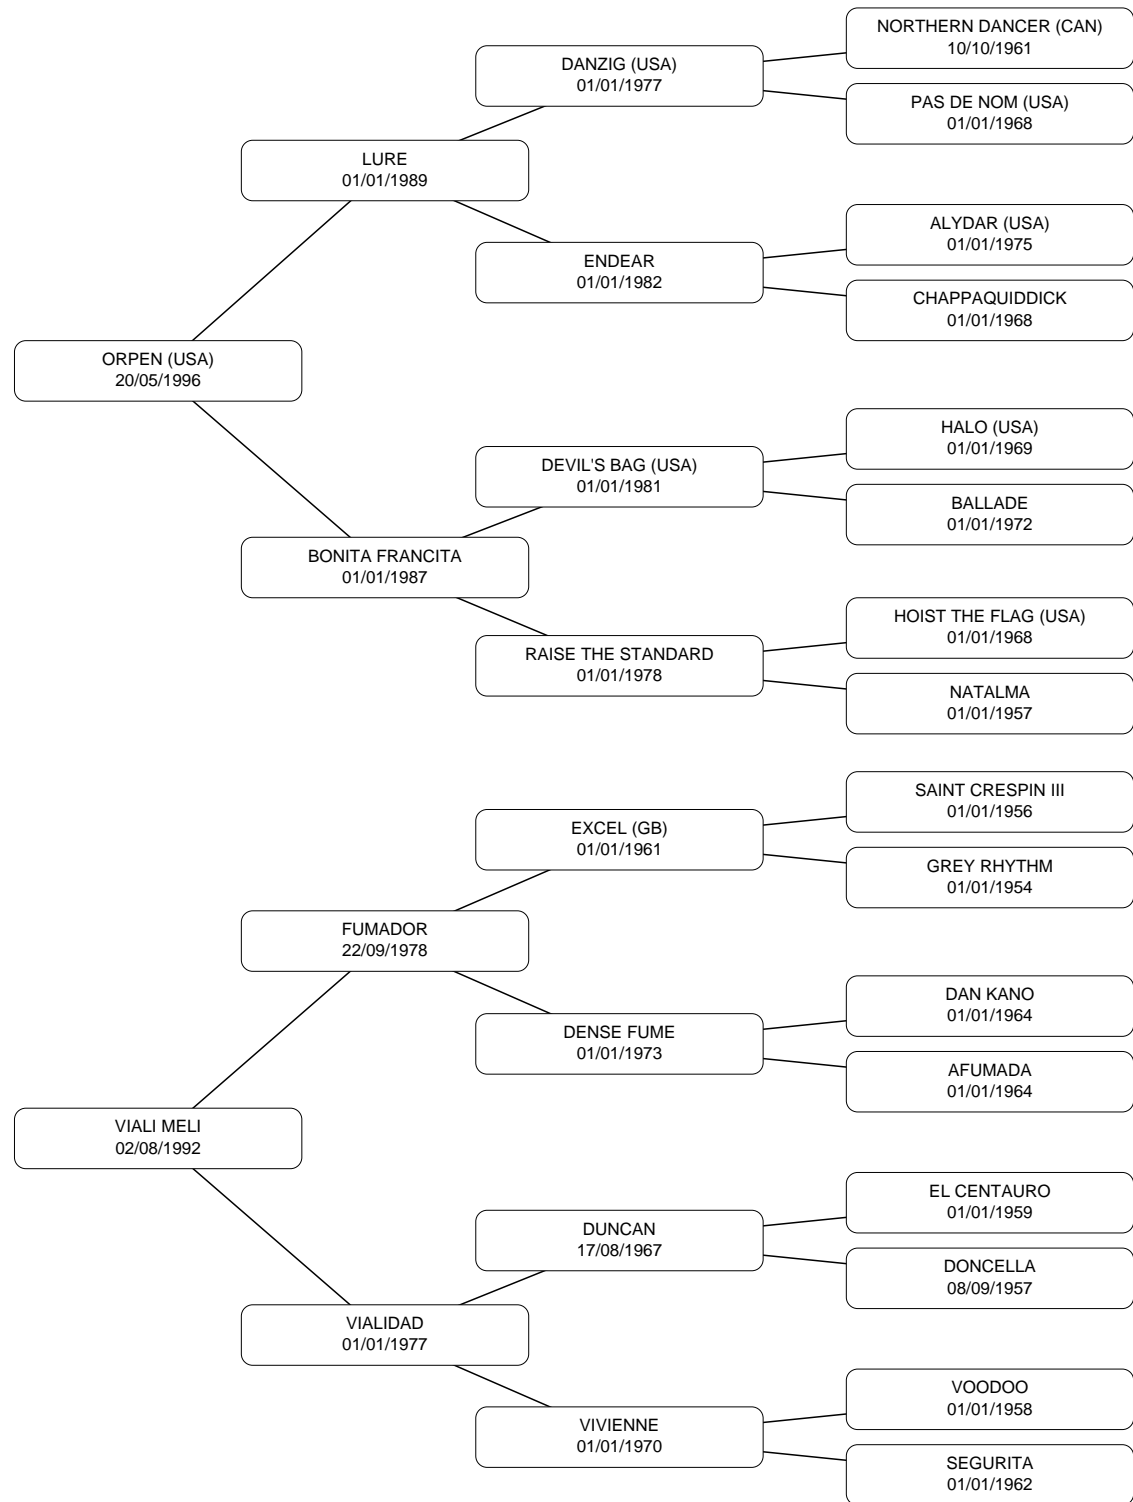 NORTHERN DANCER (CAN)
10/10/1961
DANZIG (USA)
01/01/1977
PAS DE NOM (USA)
01/01/1968
LURE
01/01/1989
ALYDAR (USA)
01/01/1975
ENDEAR
01/01/1982
CHAPPAQUIDDICK
01/01/1968
ORPEN (USA)
20/05/1996
HALO (USA)
01/01/1969
DEVIL'S BAG (USA)
01/01/1981
BALLADE
01/01/1972
BONITA FRANCITA
01/01/1987
HOIST THE FLAG (USA)
01/01/1968
RAISE THE STANDARD
01/01/1978
NATALMA
01/01/1957
SAINT CRESPIN III
01/01/1956
EXCEL (GB)
01/01/1961
GREY RHYTHM
01/01/1954
FUMADOR
22/09/1978
DAN KANO
01/01/1964
DENSE FUME
01/01/1973
AFUMADA
01/01/1964
VIALI MELI
02/08/1992
EL CENTAURO
01/01/1959
DUNCAN
17/08/1967
DONCELLA
08/09/1957
VIALIDAD
01/01/1977
VOODOO
01/01/1958
VIVIENNE
01/01/1970
SEGURITA
01/01/1962